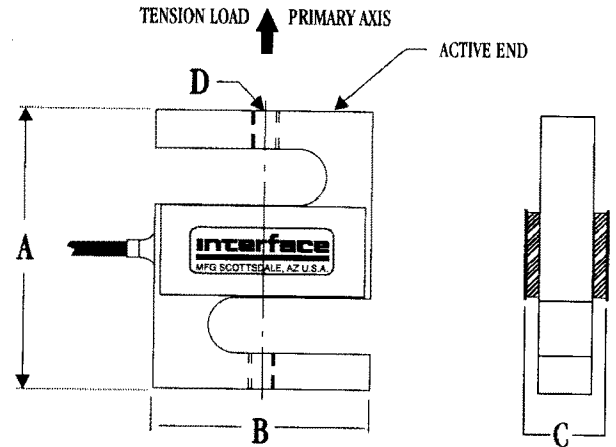 TENSION LOAD PRIMARY AXIS
ACTIVE END
D
A
interface
MFG SCOTTSDALE, AZ U.S.A.
B
C